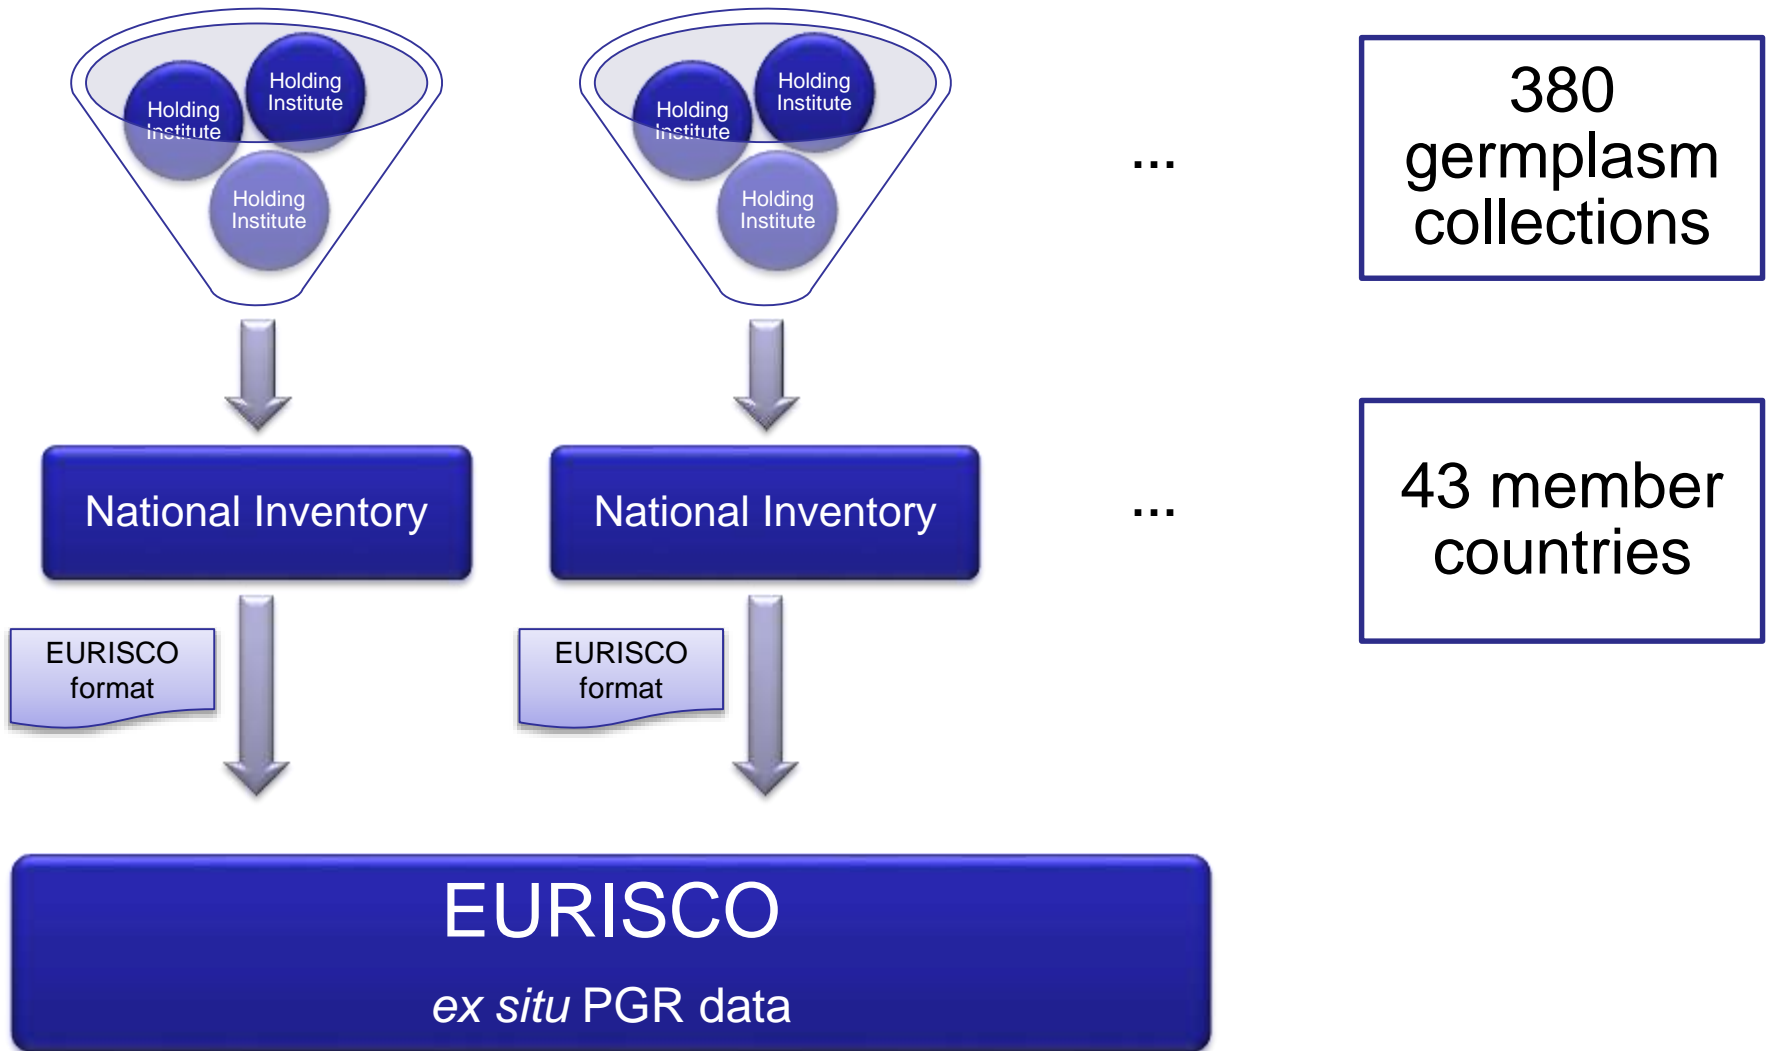 Holding
Institute
Holding
Institute
Holding
Institute
Holding
Institute
Holding
Institute
Holding
Institute
...
380
germplasm
collections
National Inventory
National Inventory
...
43 member
countries
EURISCO
format
EURISCO
format
EURISCO
ex situ PGR data